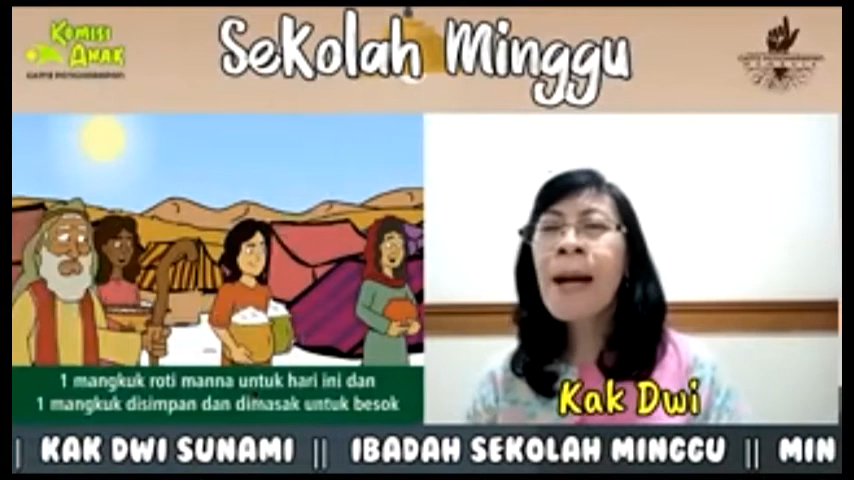 Komisi
Anak
SeKolah Minggu
1 mangkuk roti manna untuk hari ini dan
1 mangkuk disimpan dan dimasak untuk besok
Kak Dwi
| KAK DWI SUNAMI || IBADAH SEKOLAH MINGGU || MIN